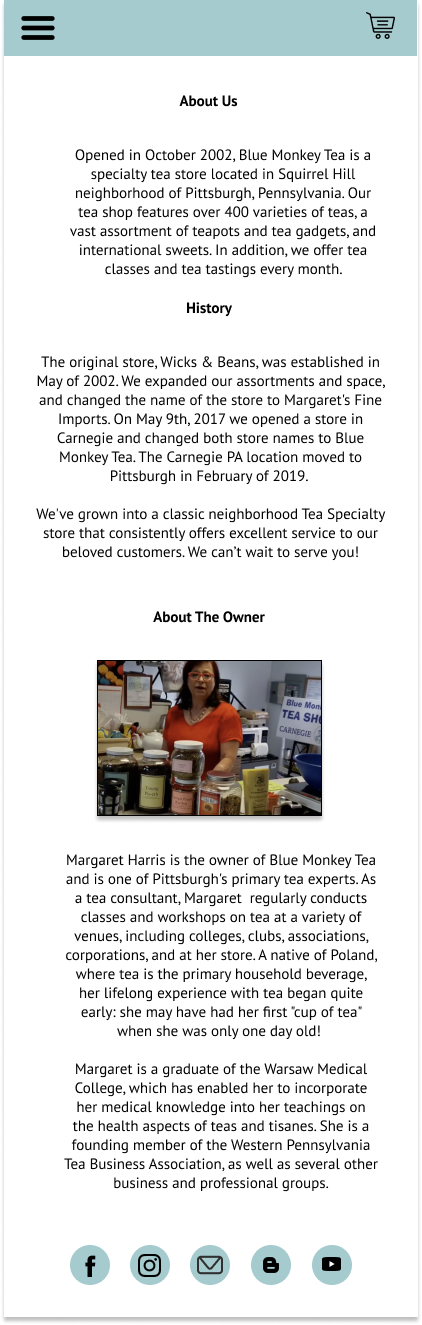 About Us
Opened in October 2002, Blue Monkey Tea is a
specialty tea store located in Squirrel Hill
neighborhood of Pittsburgh, Pennsylvania. Our
tea shop features over 400 varieties of teas, a
vast assortment of teapots and tea gadgets, and
international sweets. In addition, we offer tea
classes and tea tastings every month.
History
The original store, Wicks & Beans, was established in
May of 2002. We expanded our assortments and space,
and changed the name of the store to Margaret's Fine
Imports. On May 9th, 2017 we opened a store in
Carnegie and changed both store names to Blue
Monkey Tea. The Carnegie PA location moved to
Pittsburgh in February of 2019.
We've grown into a classic neighborhood Tea Specialty
store that consistently offers excellent service to our
beloved customers. We can’t wait to serve you!
About The Owner
Blue Mon
TEA SH
CARNEGIE
Margaret Harris is the owner of Blue Monkey Tea
and is one of Pittsburgh's primary tea experts. As
a tea consultant, Margaret  regularly conducts
classes and workshops on tea at a variety of
venues, including colleges, clubs, associations,
corporations, and at her store. A native of Poland,
where tea is the primary household beverage,
her lifelong experience with tea began quite
early: she may have had her first "cup of tea"
when she was only one day old!
Margaret is a graduate of the Warsaw Medical
College, which has enabled her to incorporate
her medical knowledge into her teachings on
the health aspects of teas and tisanes. She is a
founding member of the Western Pennsylvania
Tea Business Association, as well as several other
business and professional groups.